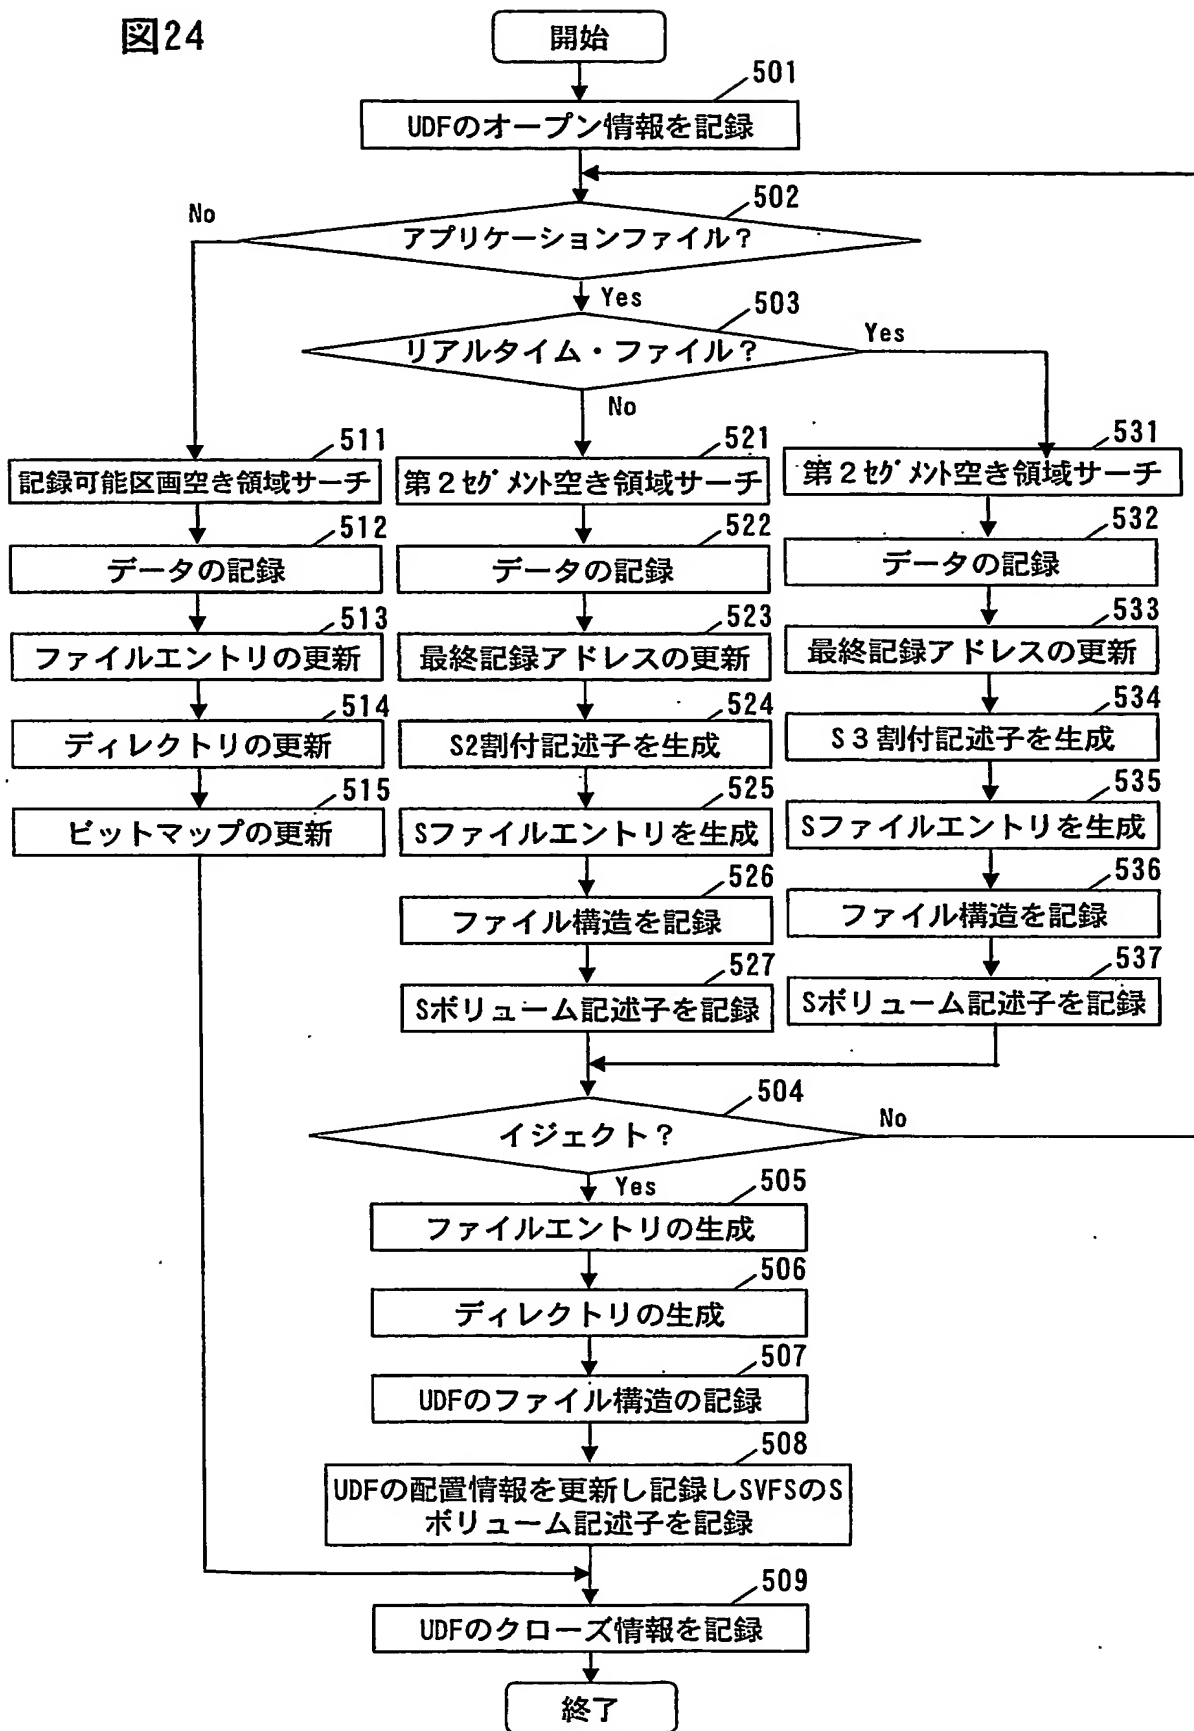 図24
開始
501
UDFのオープン情報を記録
502
No
アプリケーションファイル?
Yes
503
リアルタイム・ファイル?
Yes
No
511
記録可能区画空き領域サーチ
521
第2セグメント空き領域サーチ
531
第2セグメント空き領域サーチ
512
データの記録
522
データの記録
532
データの記録
513
ファイルエントリの更新
523
最終記録アドレスの更新
533
最終記録アドレスの更新
514
ディレクトリの更新
524
S2割付記述子を生成
534
S3割付記述子を生成
515
ビットマップの更新
525
Sファイルエントリを生成
535
Sファイルエントリを生成
526
ファイル構造を記録
536
ファイル構造を記録
527
Sボリューム記述子を記録
537
Sボリューム記述子を記録
504
イジェクト?
No
Yes
505
ファイルエントリの生成
506
ディレクトリの生成
507
UDFのファイル構造の記録
508
UDFの配置情報を更新し記録しSVFSのS
ボリューム記述子を記録
509
UDFのクローズ情報を記録
終了